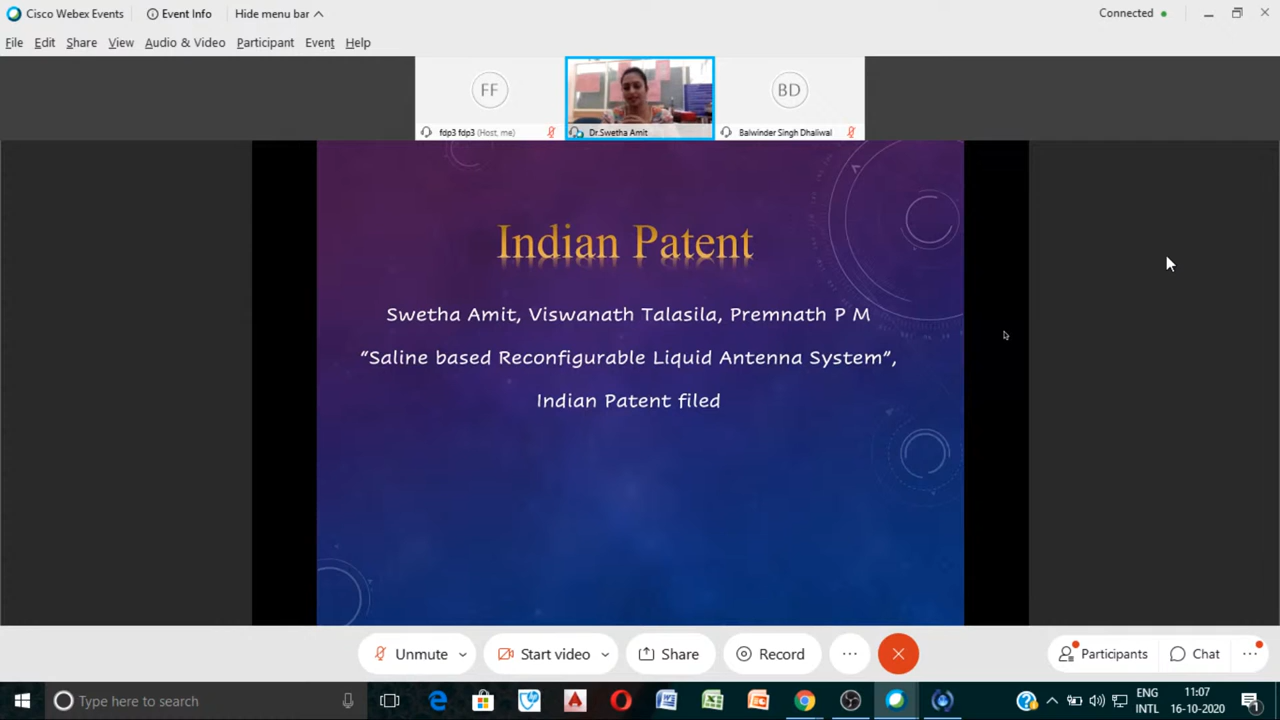 Cisco Webex Events
Event Info
Hide menu bar
Connected
File Edit Share View Audio & Video Participant Event Help
FF
BD
fdp3 fdp3 (Host, me)
Dr.Swetha Amit
Balwinder Singh Dhaliwal
Indian Patent
Swetha Amit, Viswanath Talasila, Premnath P M
“Saline based Reconfigurable Liquid Antenna System”,
Indian Patent filed
Unmute
Start video
Share
Record
Participants
Chat
Type here to search
ENG
INTL
11:07
16-10-2020
1